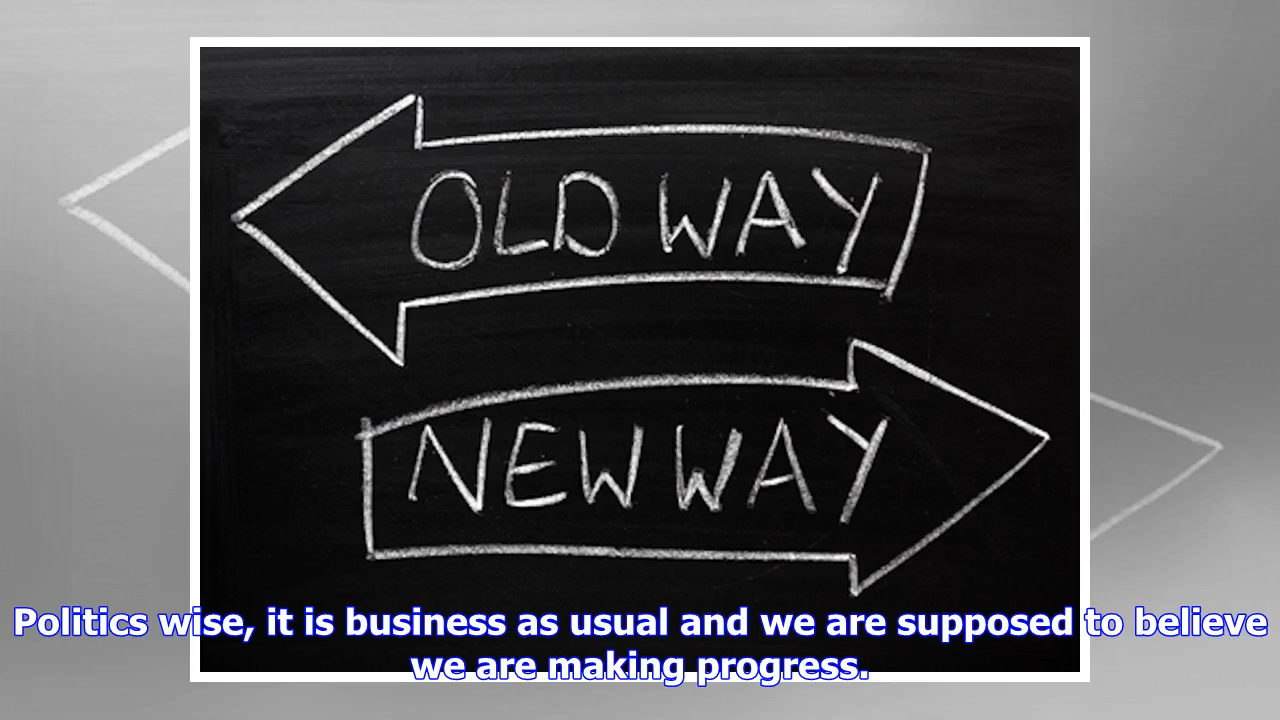 OLD WAY
NEW WAY
Politics wise, it is business as usual and we are supposed to believe
we are making progress.